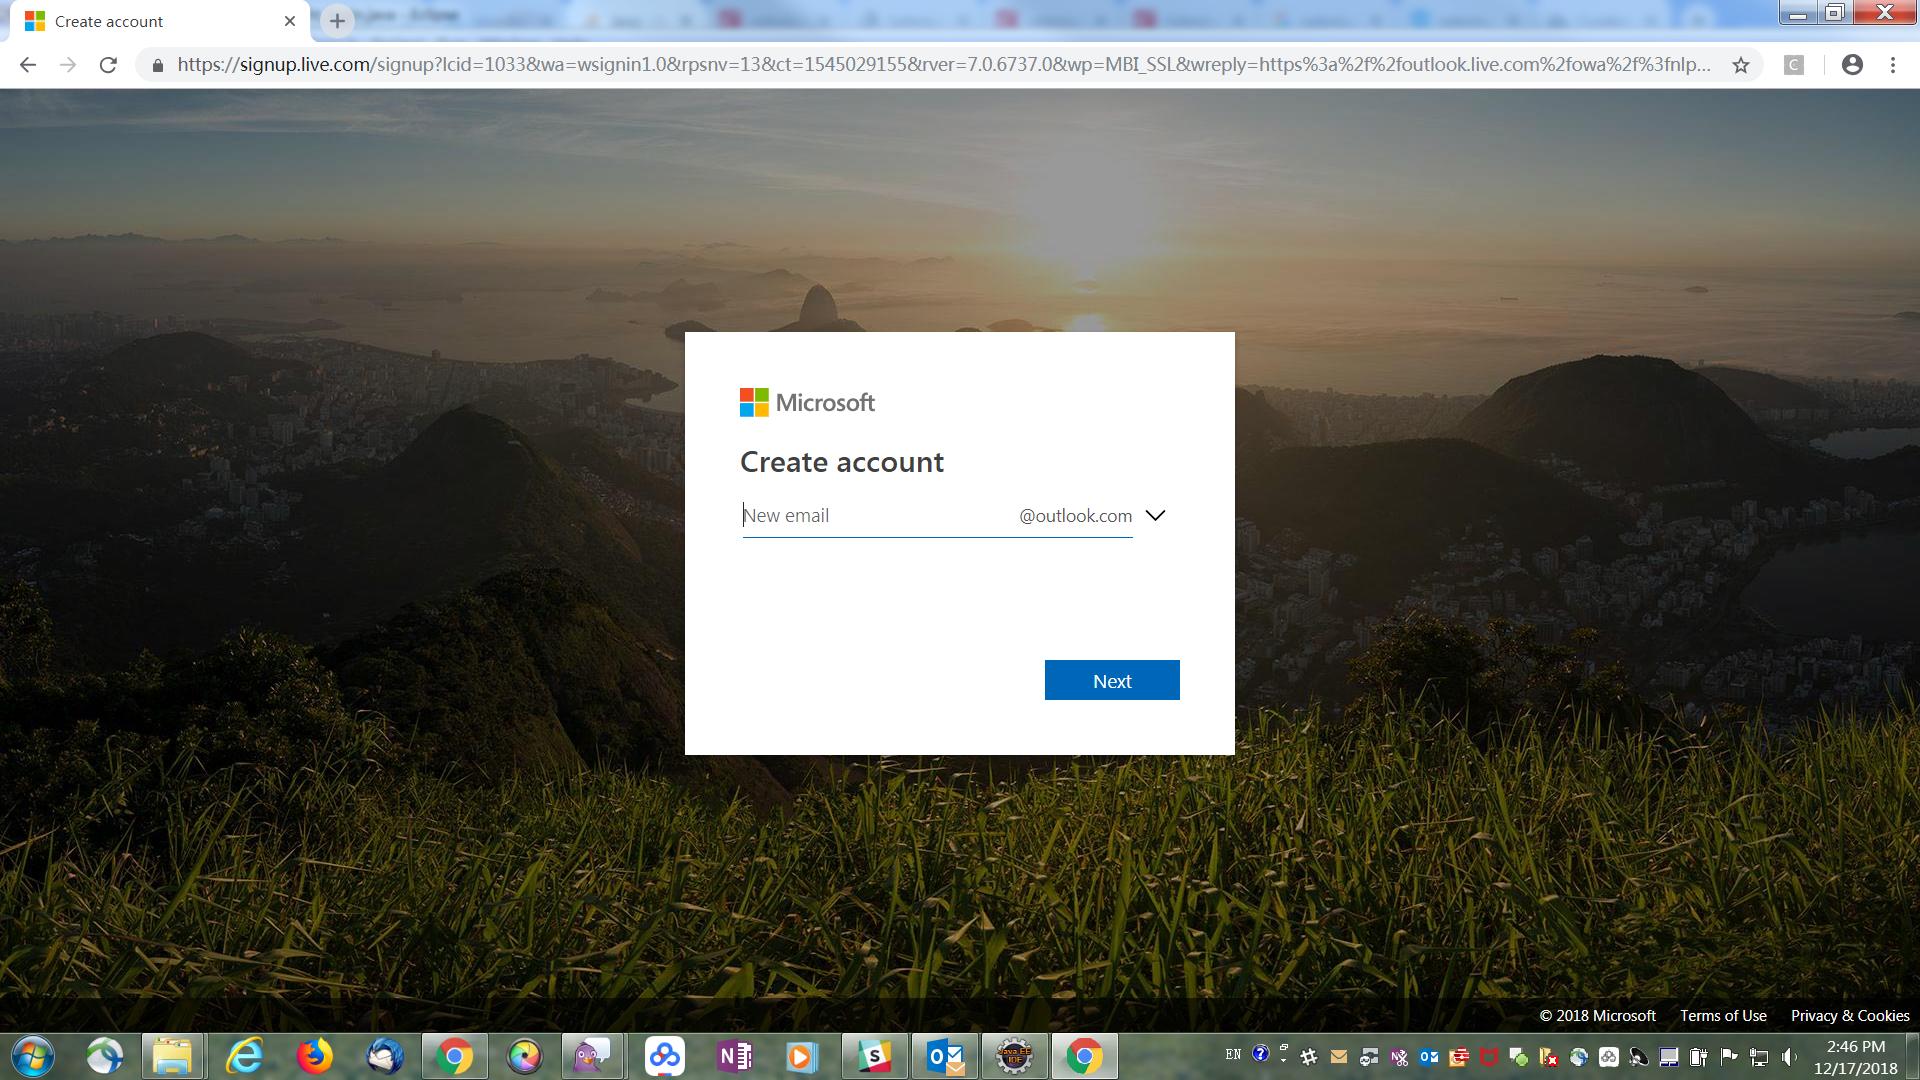 Create account
https://signup.live.com/signup?lcid=1033&wa=wsignin1.0&rpsnv=13&ct=1545029155&rver=7.0.6737.0&wp=MBI_SSL&wreply=https%3a%2f%2foutlook.live.com%2fowa%2f%3fnlp...
C
Microsoft
Create account
New email @outlook.com
Next
© 2018 Microsoft Terms of Use Privacy & Cookies
EN
2:46 PM
12/17/2018